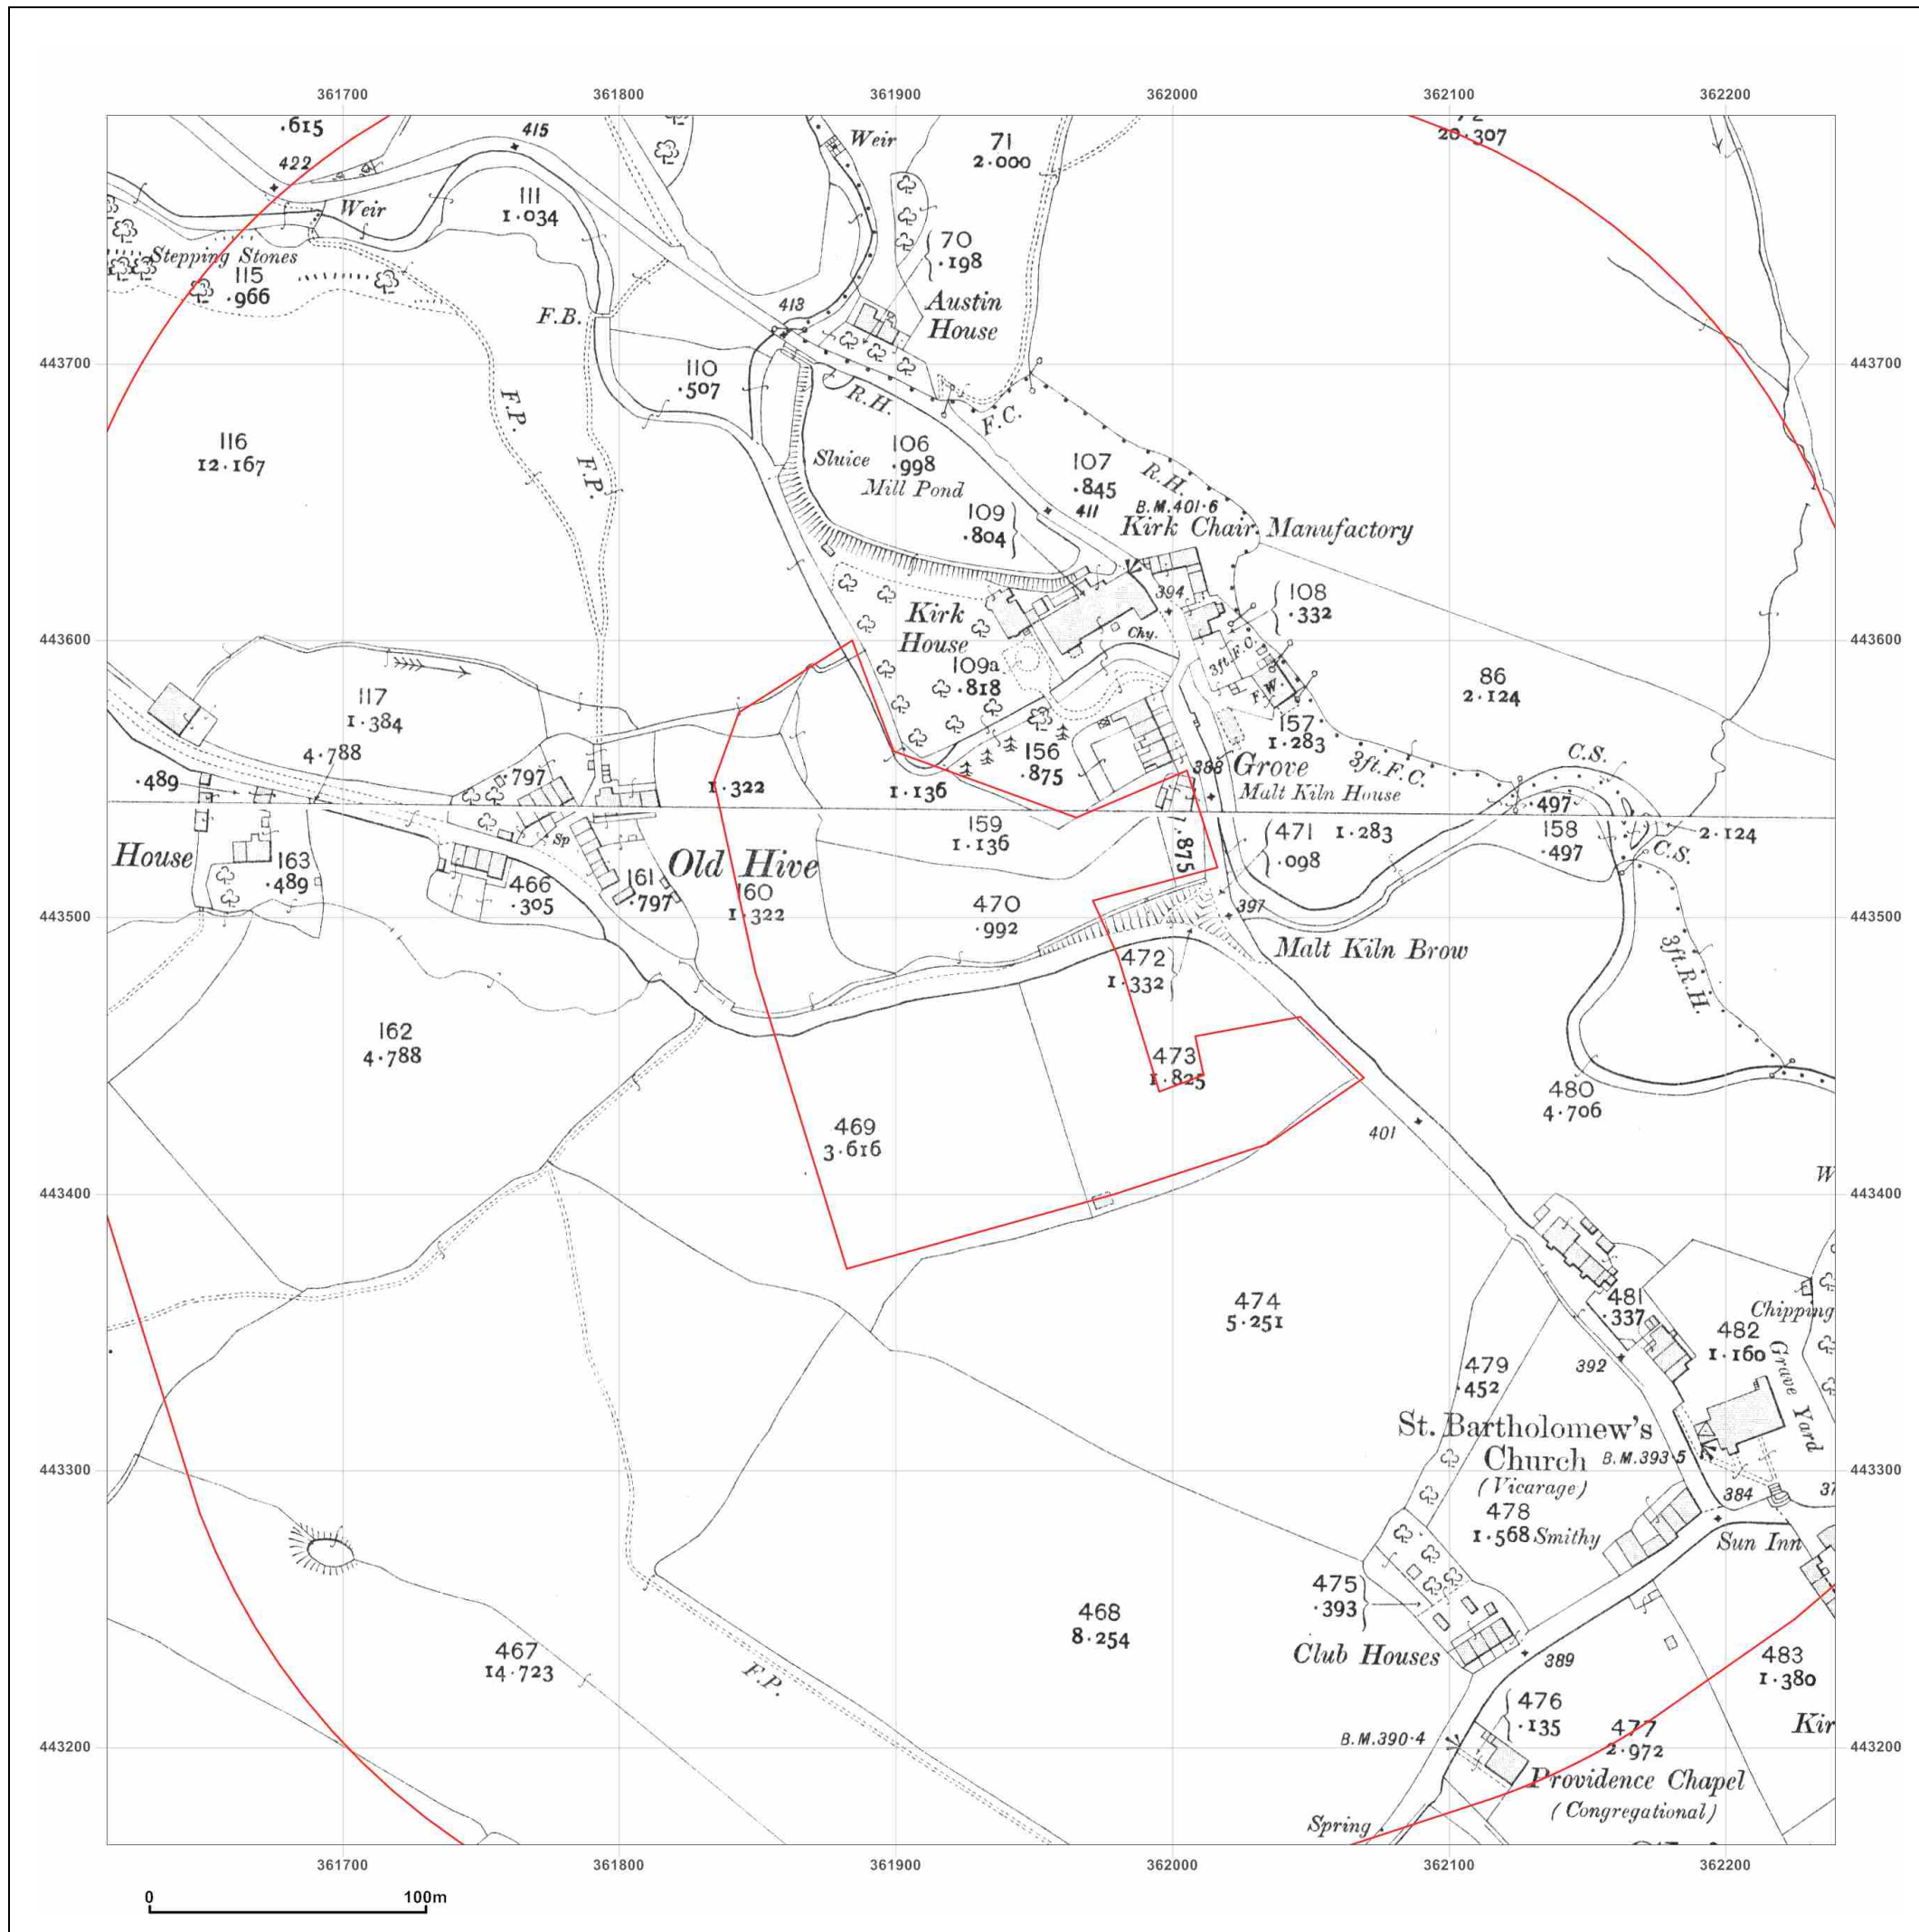 361700 361800 361900 362000 362100 362200
.615
422
415
Weir
71
2.000
20.307
111
1.034
Weir
Stepping Stones
115
.966
70
.198
F.B.
413
Austin
House
443700
443700
110
.507
R.H.
F.C.
F.P.
F.P.
116
12.167
106
.998
Sluice
Mill Pond
107
.845
R.H.
411
B.M.401.6
109
.804
Kirk Chair Manufactory
394
108
.332
Kirk
House
Chy.
3ft.F.C.
443600
443600
109a
.818
F.W.
86
2.124
117
1.384
157
1.283
156
.875
4.788
.797
.489
1.322
1.136
388
Grove
3ft.F.C.
C.S.
Malt Kiln House
.497
159
1.136
471
.098
1.283
158
.497
2.124
C.S.
Sp
House
163
.489
466
.305
161
.797
Old Hive
160
1.322
1.875
470
.992
397
443500
443500
Malt Kiln Brow
3ft.R.H.
472
1.332
162
4.788
473
1.825
480
4.706
469
3.616
401
W
443400
443400
474
5.251
481
.337
Chipping
482
1.160
Grave
Yard
479
.452
392
St. Bartholomew's
Church
(Vicarage)
B.M.393.5
443300
443300
384
37
478
1.568
Smithy
Sun Inn
475
.393
468
8.254
Club Houses
389
467
14.723
F.P.
483
1.380
476
.135
477
2.972
Kir
B.M.390.4
443200
443200
Providence Chapel
(Congregational)
Spring
361700 361800 361900 362000 362100 362200
0 100m